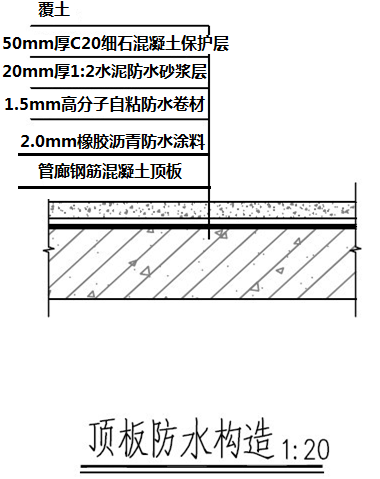 覆土
50mm厚C20细石混凝土保护层
20mm厚1:2水泥防水砂浆层
1.5mm高分子自粘防水卷材
2.0mm橡胶沥青防水涂料
管廊钢筋混凝土顶板
顶板防水构造 1:20